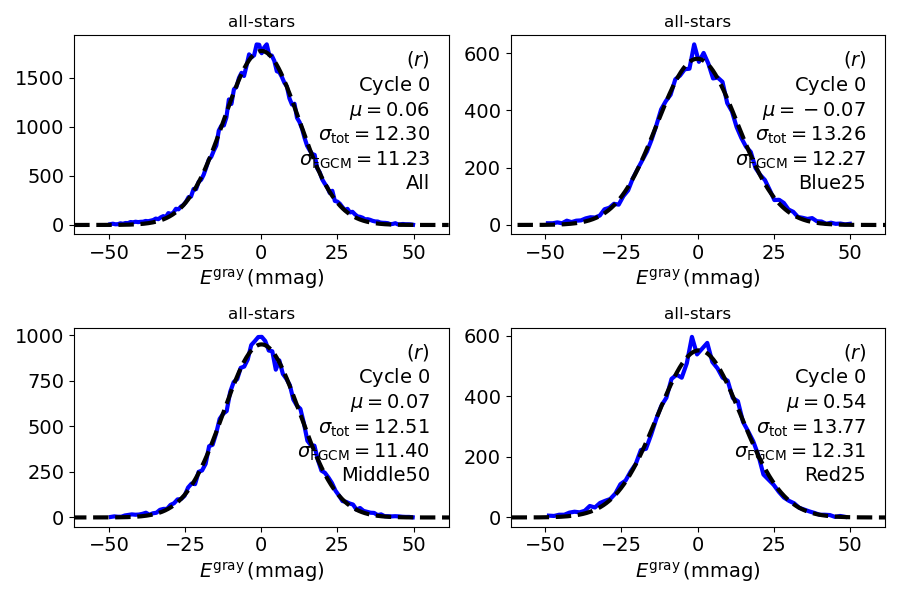 all-stars
(r)
Cycle 0
μ = 0.06
σtot = 12.30
σFGCM = 11.23
All
1500
1000
500
0
−50 −25 0 25 50
E^gray (mmag)
all-stars
(r)
Cycle 0
μ = −0.07
σtot = 13.26
σFGCM = 12.27
Blue25
600
400
200
0
−50 −25 0 25 50
E^gray (mmag)
all-stars
(r)
Cycle 0
μ = 0.07
σtot = 12.51
σFGCM = 11.40
Middle50
1000
750
500
250
0
−50 −25 0 25 50
E^gray (mmag)
all-stars
(r)
Cycle 0
μ = 0.54
σtot = 13.77
σFGCM = 12.31
Red25
600
400
200
0
−50 −25 0 25 50
E^gray (mmag)